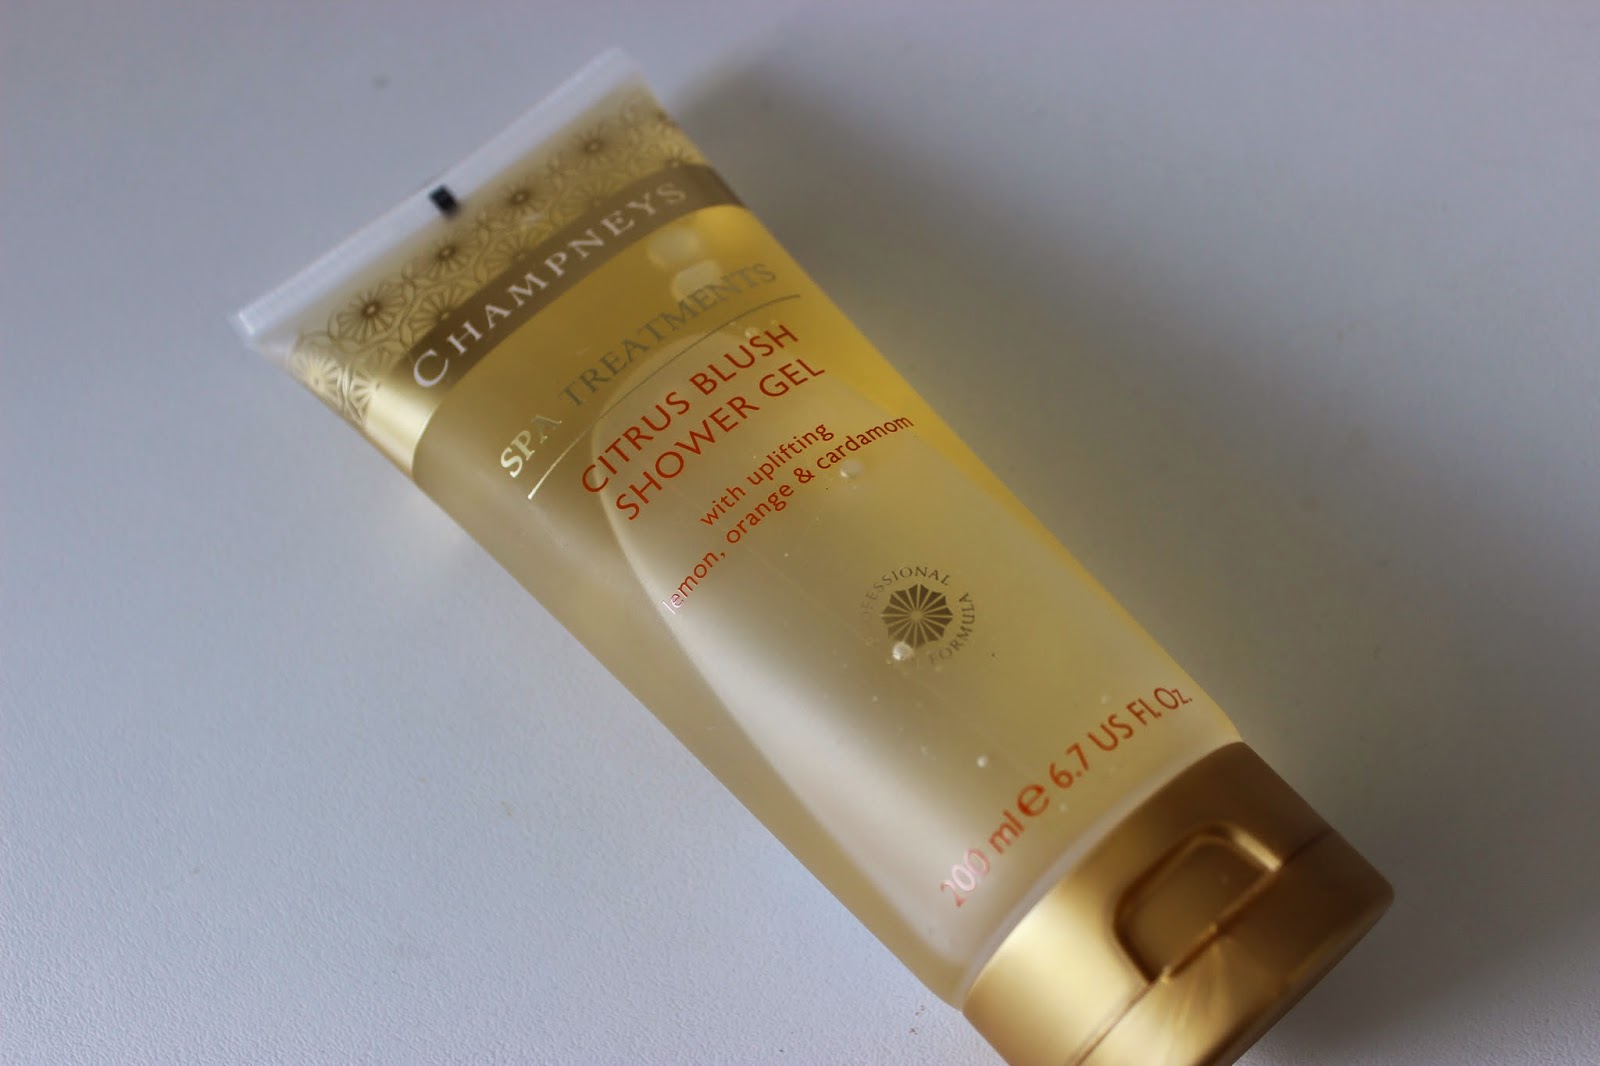 CHAMPNEYS
SPA TREATMENTS
CITRUS BLUSH
SHOWER GEL
with uplifting
lemon, orange & cardamom
PROFESSIONAL
FORMULA
200 ml e 6.7 US Fl. Oz.